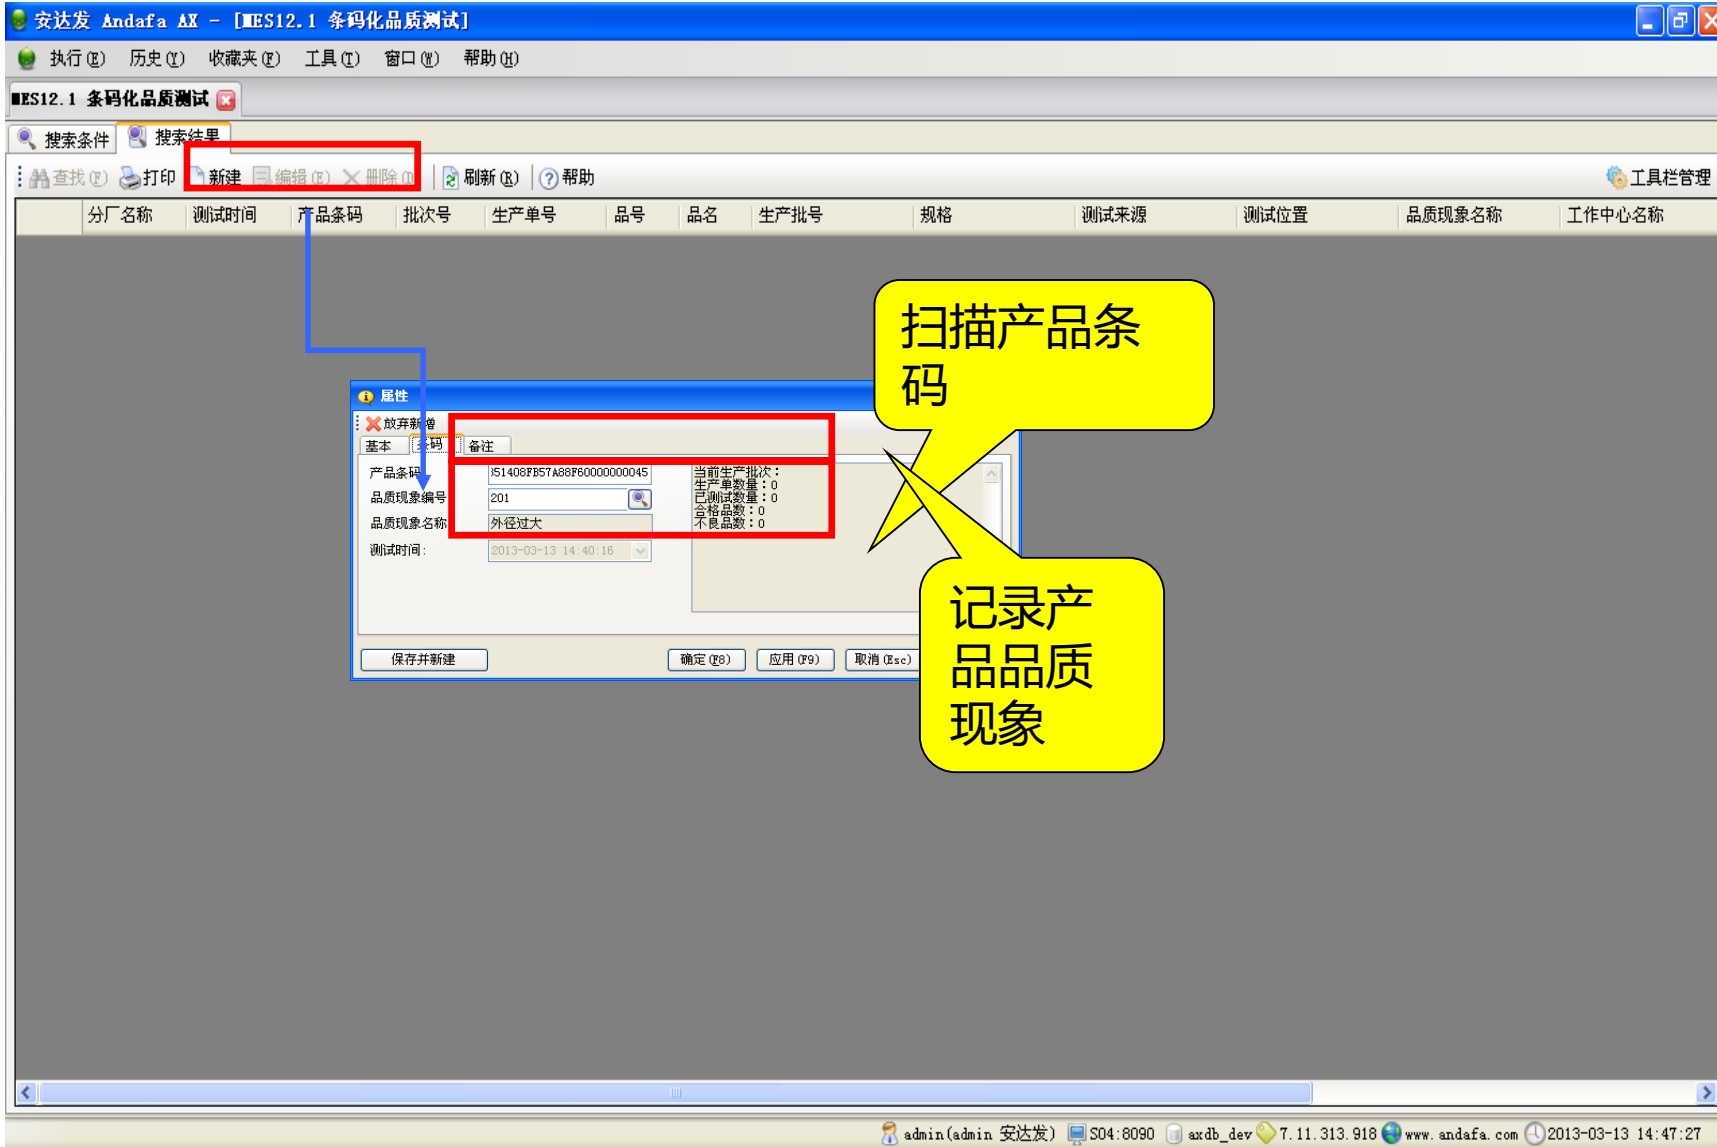 安达发 Andafa AX - [MES12.1 条码化品质测试]
执行(E) 历史(Y) 收藏夹(F) 工具(T) 窗口(W) 帮助(H)
MES12.1 条码化品质测试
搜索条件 搜索结果
查找(F) 打印 新建 编辑(E) 删除(D) 刷新(R) 帮助 工具栏管理
分厂名称 测试时间 产品条码 批次号 生产单号 品号 品名 生产批号 规格 测试来源 测试位置 品质现象名称 工作中心名称
扫描产品条
码
属性
放弃新增
基本 条码 备注
产品条码 51408FB57A88F60000000045
品质现象编号 201
品质现象名称 外径过大
测试时间: 2013-03-13 14:40:16
当前生产批次:
生产单数量:0
已测试数量:0
合格品数:0
不良品数:0
保存并新建 确定(F8) 应用(F9) 取消(Esc)
记录产
品品质
现象
admin(admin 安达发) S04:8090 axdb_dev 7.11.313.918 www.andafa.com 2013-03-13 14:47:27